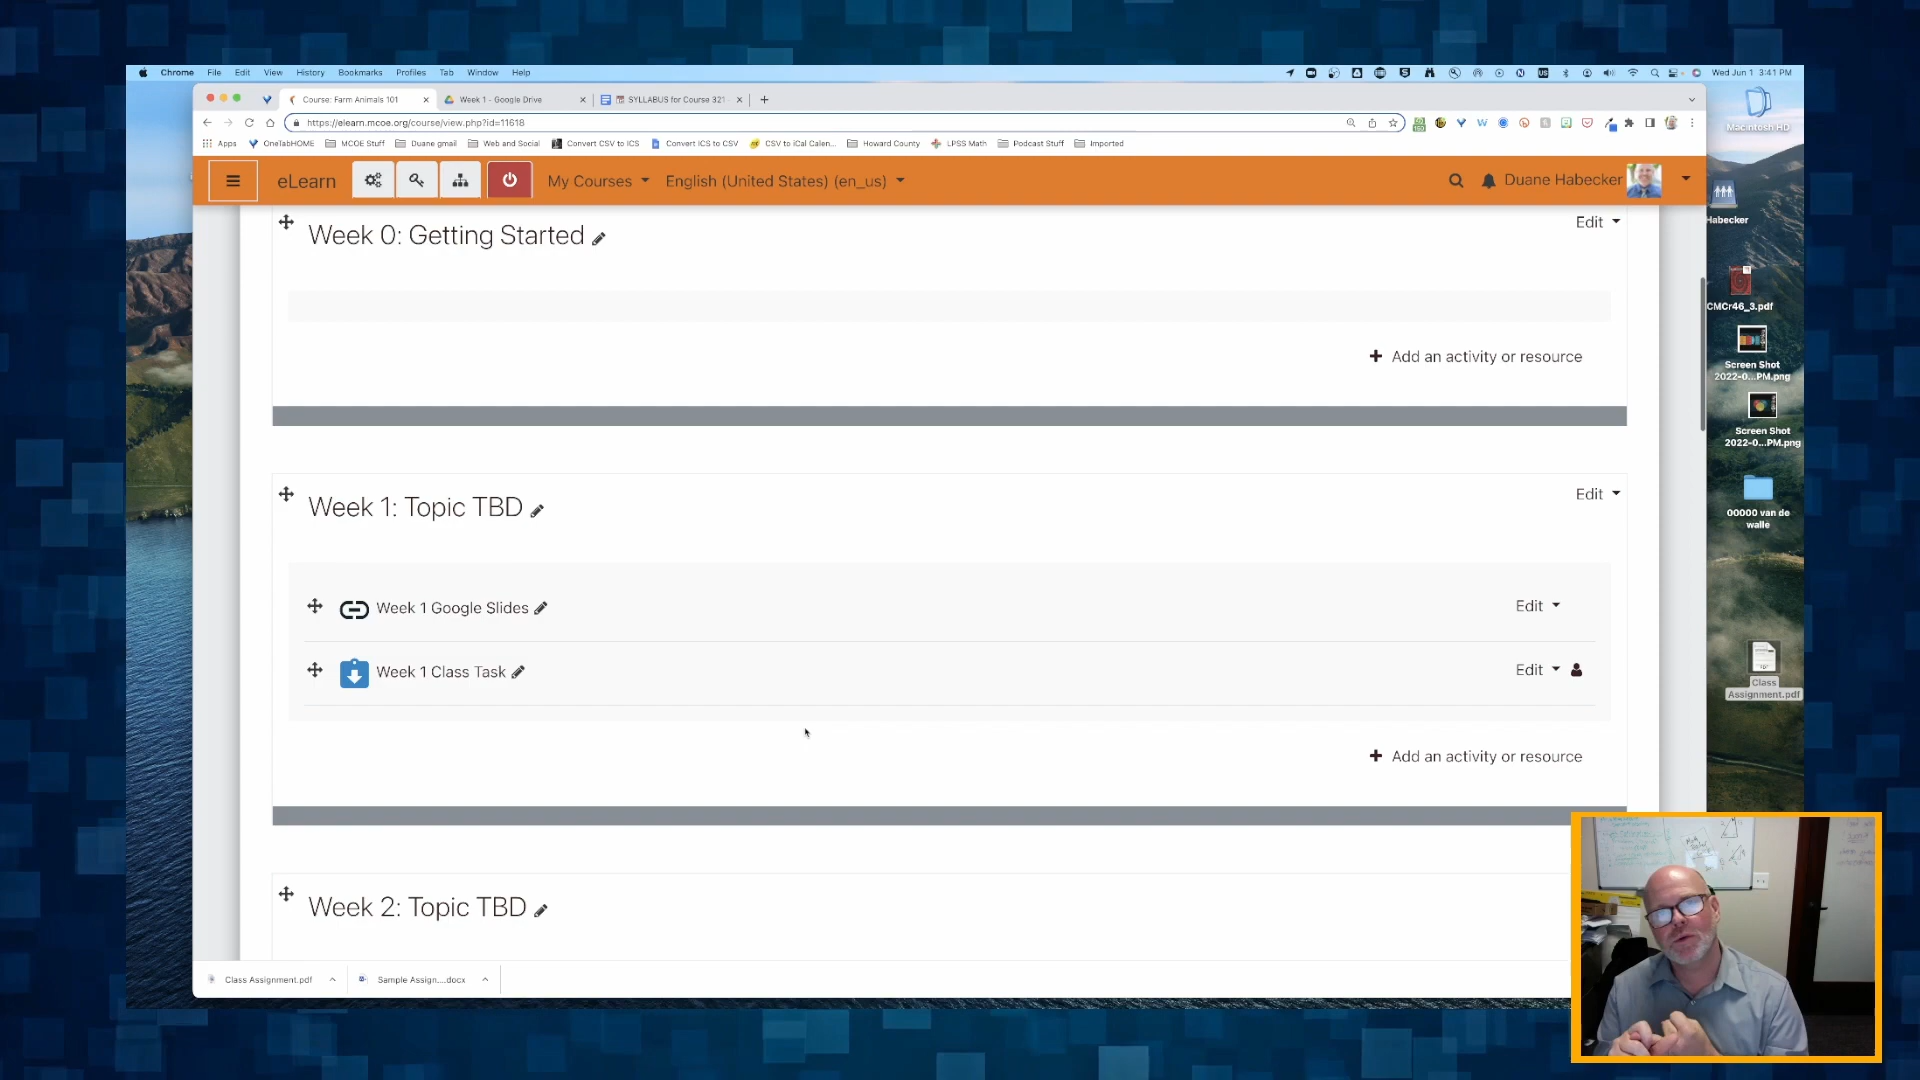 Chrome File Edit View History Bookmarks Profiles Tab Window Help
Wed Jun 1 3:41 PM
Course: Farm Animals 101
Week 1 - Google Drive
SYLLABUS for Course 321
https://elearn.mcoe.org/course/view.php?id=11618
Apps OneTabHOME MCOE Stuff Duane gmail Web and Social Convert CSV to ICS Convert ICS to CSV CSV to iCal Calen... Howard County LPSS Math Podcast Stuff Imported
eLearn My Courses English (United States) (en_us) Duane Habecker
Week 0: Getting Started
Edit
+ Add an activity or resource
Week 1: Topic TBD
Edit
Week 1 Google Slides
Edit
Week 1 Class Task
Edit
+ Add an activity or resource
Week 2: Topic TBD
Class Assignment.pdf
Sample Assign....docx
Macintosh HD
Habecker
CMCr46_3.pdf
Screen Shot
2022-0...PM.png
Screen Shot
2022-0...PM.png
00000 van de
walle
Class
Assignment.pdf